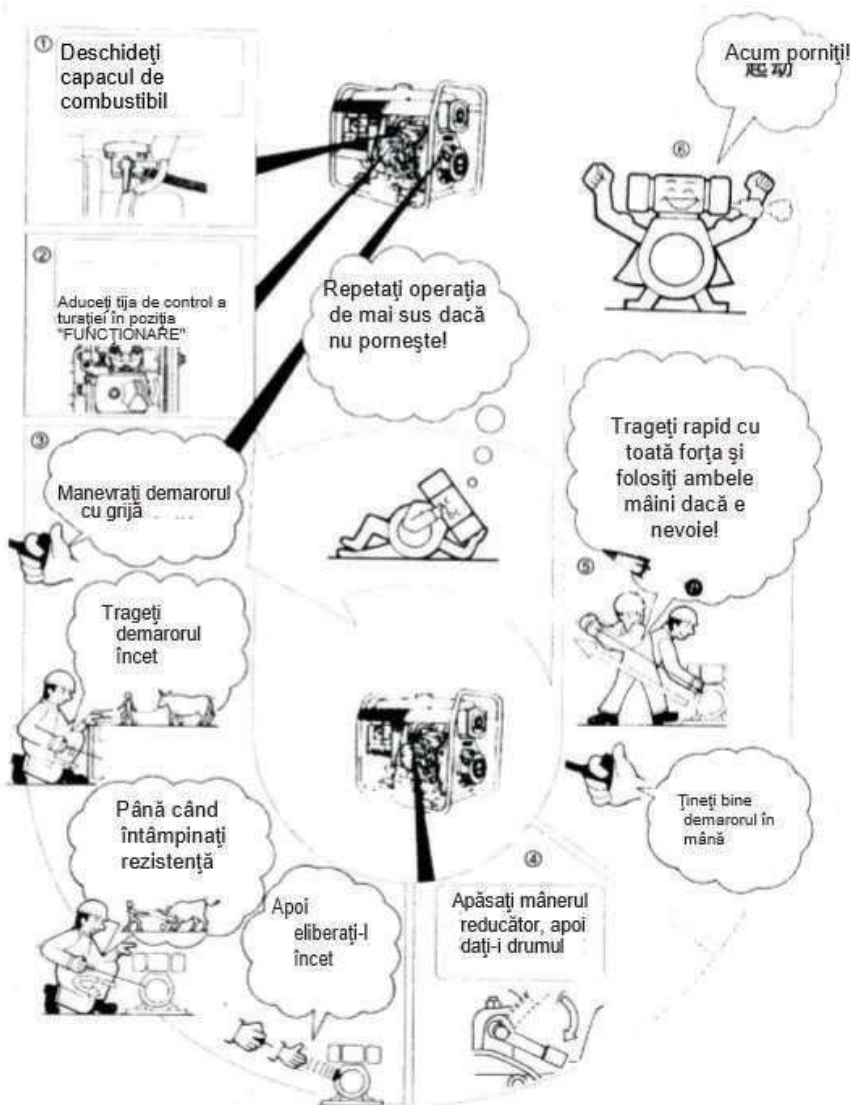 ①
Deschideţi
capacul de
combustibil
②
Aduceţi tija de control a
turaţiei în poziţia
"FUNCŢIONARE"
③
Manevraţi demarorul
cu grijă
Trageţi
demarorul
încet
Până când
întâmpinaţi
rezistenţă
Apoi
eliberaţi-l
încet
④
Apăsaţi mânerul
reducător, apoi
daţi-i drumul
⑤
Trageţi rapid cu
toată forţa şi
folosiţi ambele
mâini dacă e
nevoie!
Ţineţi bine
demarorul în
mână
⑥
Acum porniţi!
起动
Repetaţi operaţia
de mai sus dacă
nu porneşte!